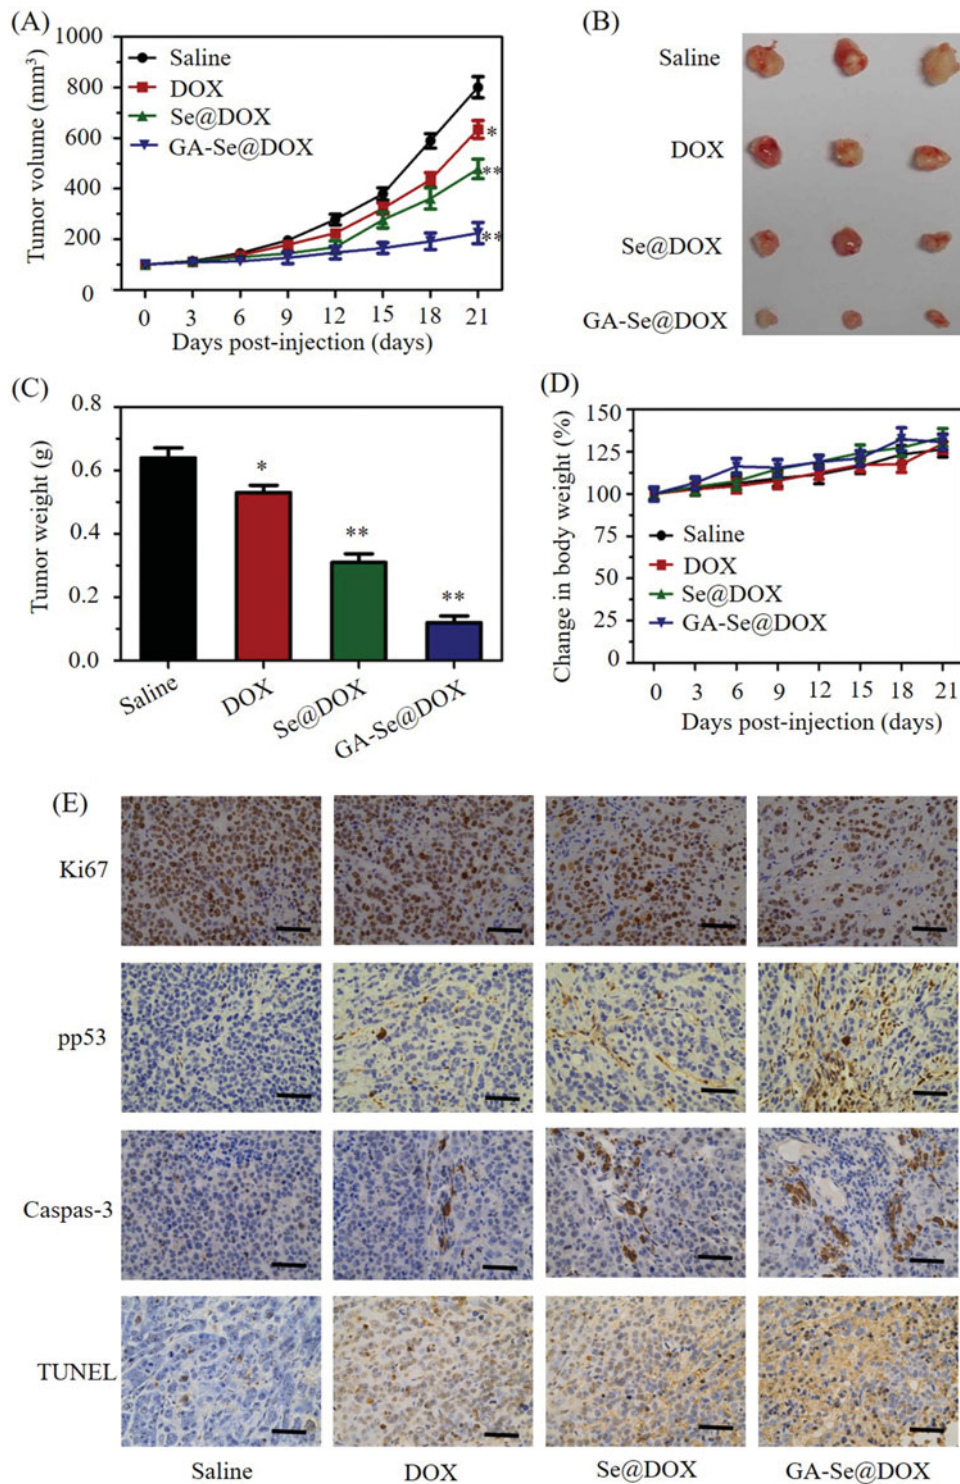 (A)
Tumor volume (mm³)
1000
800
600
400
200
0
Saline
DOX
Se@DOX
GA-Se@DOX
*
**
**
0 3 6 9 12 15 18 21
Days post-injection (days)
(B)
Saline
DOX
Se@DOX
GA-Se@DOX
(C)
Tumor weight (g)
0.8
0.6
0.4
0.2
0.0
*
**
**
Saline
DOX
Se@DOX
GA-Se@DOX
(D)
Change in body weight (%)
150
125
100
75
50
25
0
Saline
DOX
Se@DOX
GA-Se@DOX
0 3 6 9 12 15 18 21
Days post-injection (days)
(E)
Ki67
pp53
Caspas-3
TUNEL
Saline DOX Se@DOX GA-Se@DOX